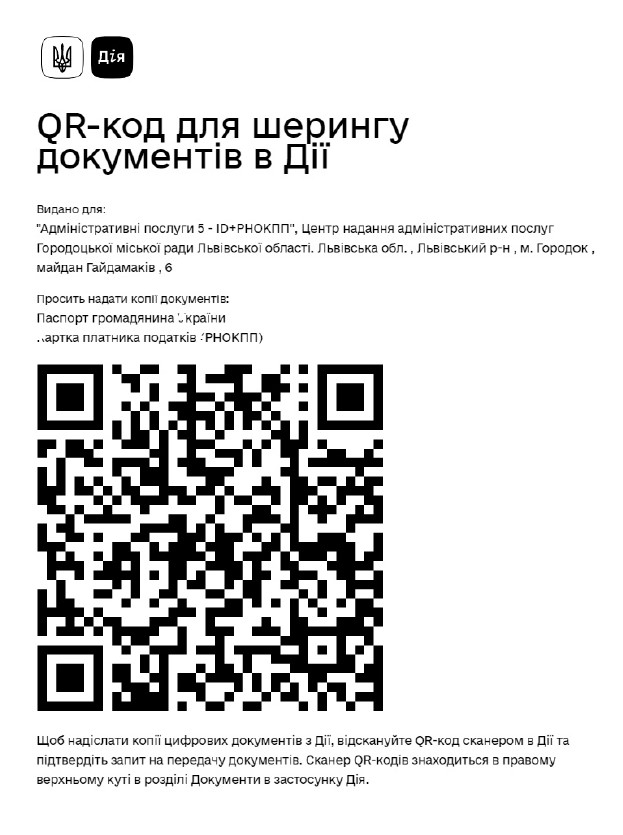 Дія
QR-код для шерингу
документів в Дії
Видано для:
"Адміністративні послуги 5 - ID+РНОКПП", Центр надання адміністративних послуг
Городоцької міської ради Львівської області. Львівська обл. , Львівський р-н , м. Городок ,
майдан Гайдамаків , 6
Просить надати копії документів:
Паспорт громадянина України
Картка платника податків (РНОКПП)
Щоб надіслати копії цифрових документів з Дії, відскануйте QR-код сканером в Дії та
підтвердіть запит на передачу документів. Сканер QR-кодів знаходиться в правому
верхньому куті в розділі Документи в застосунку Дія.